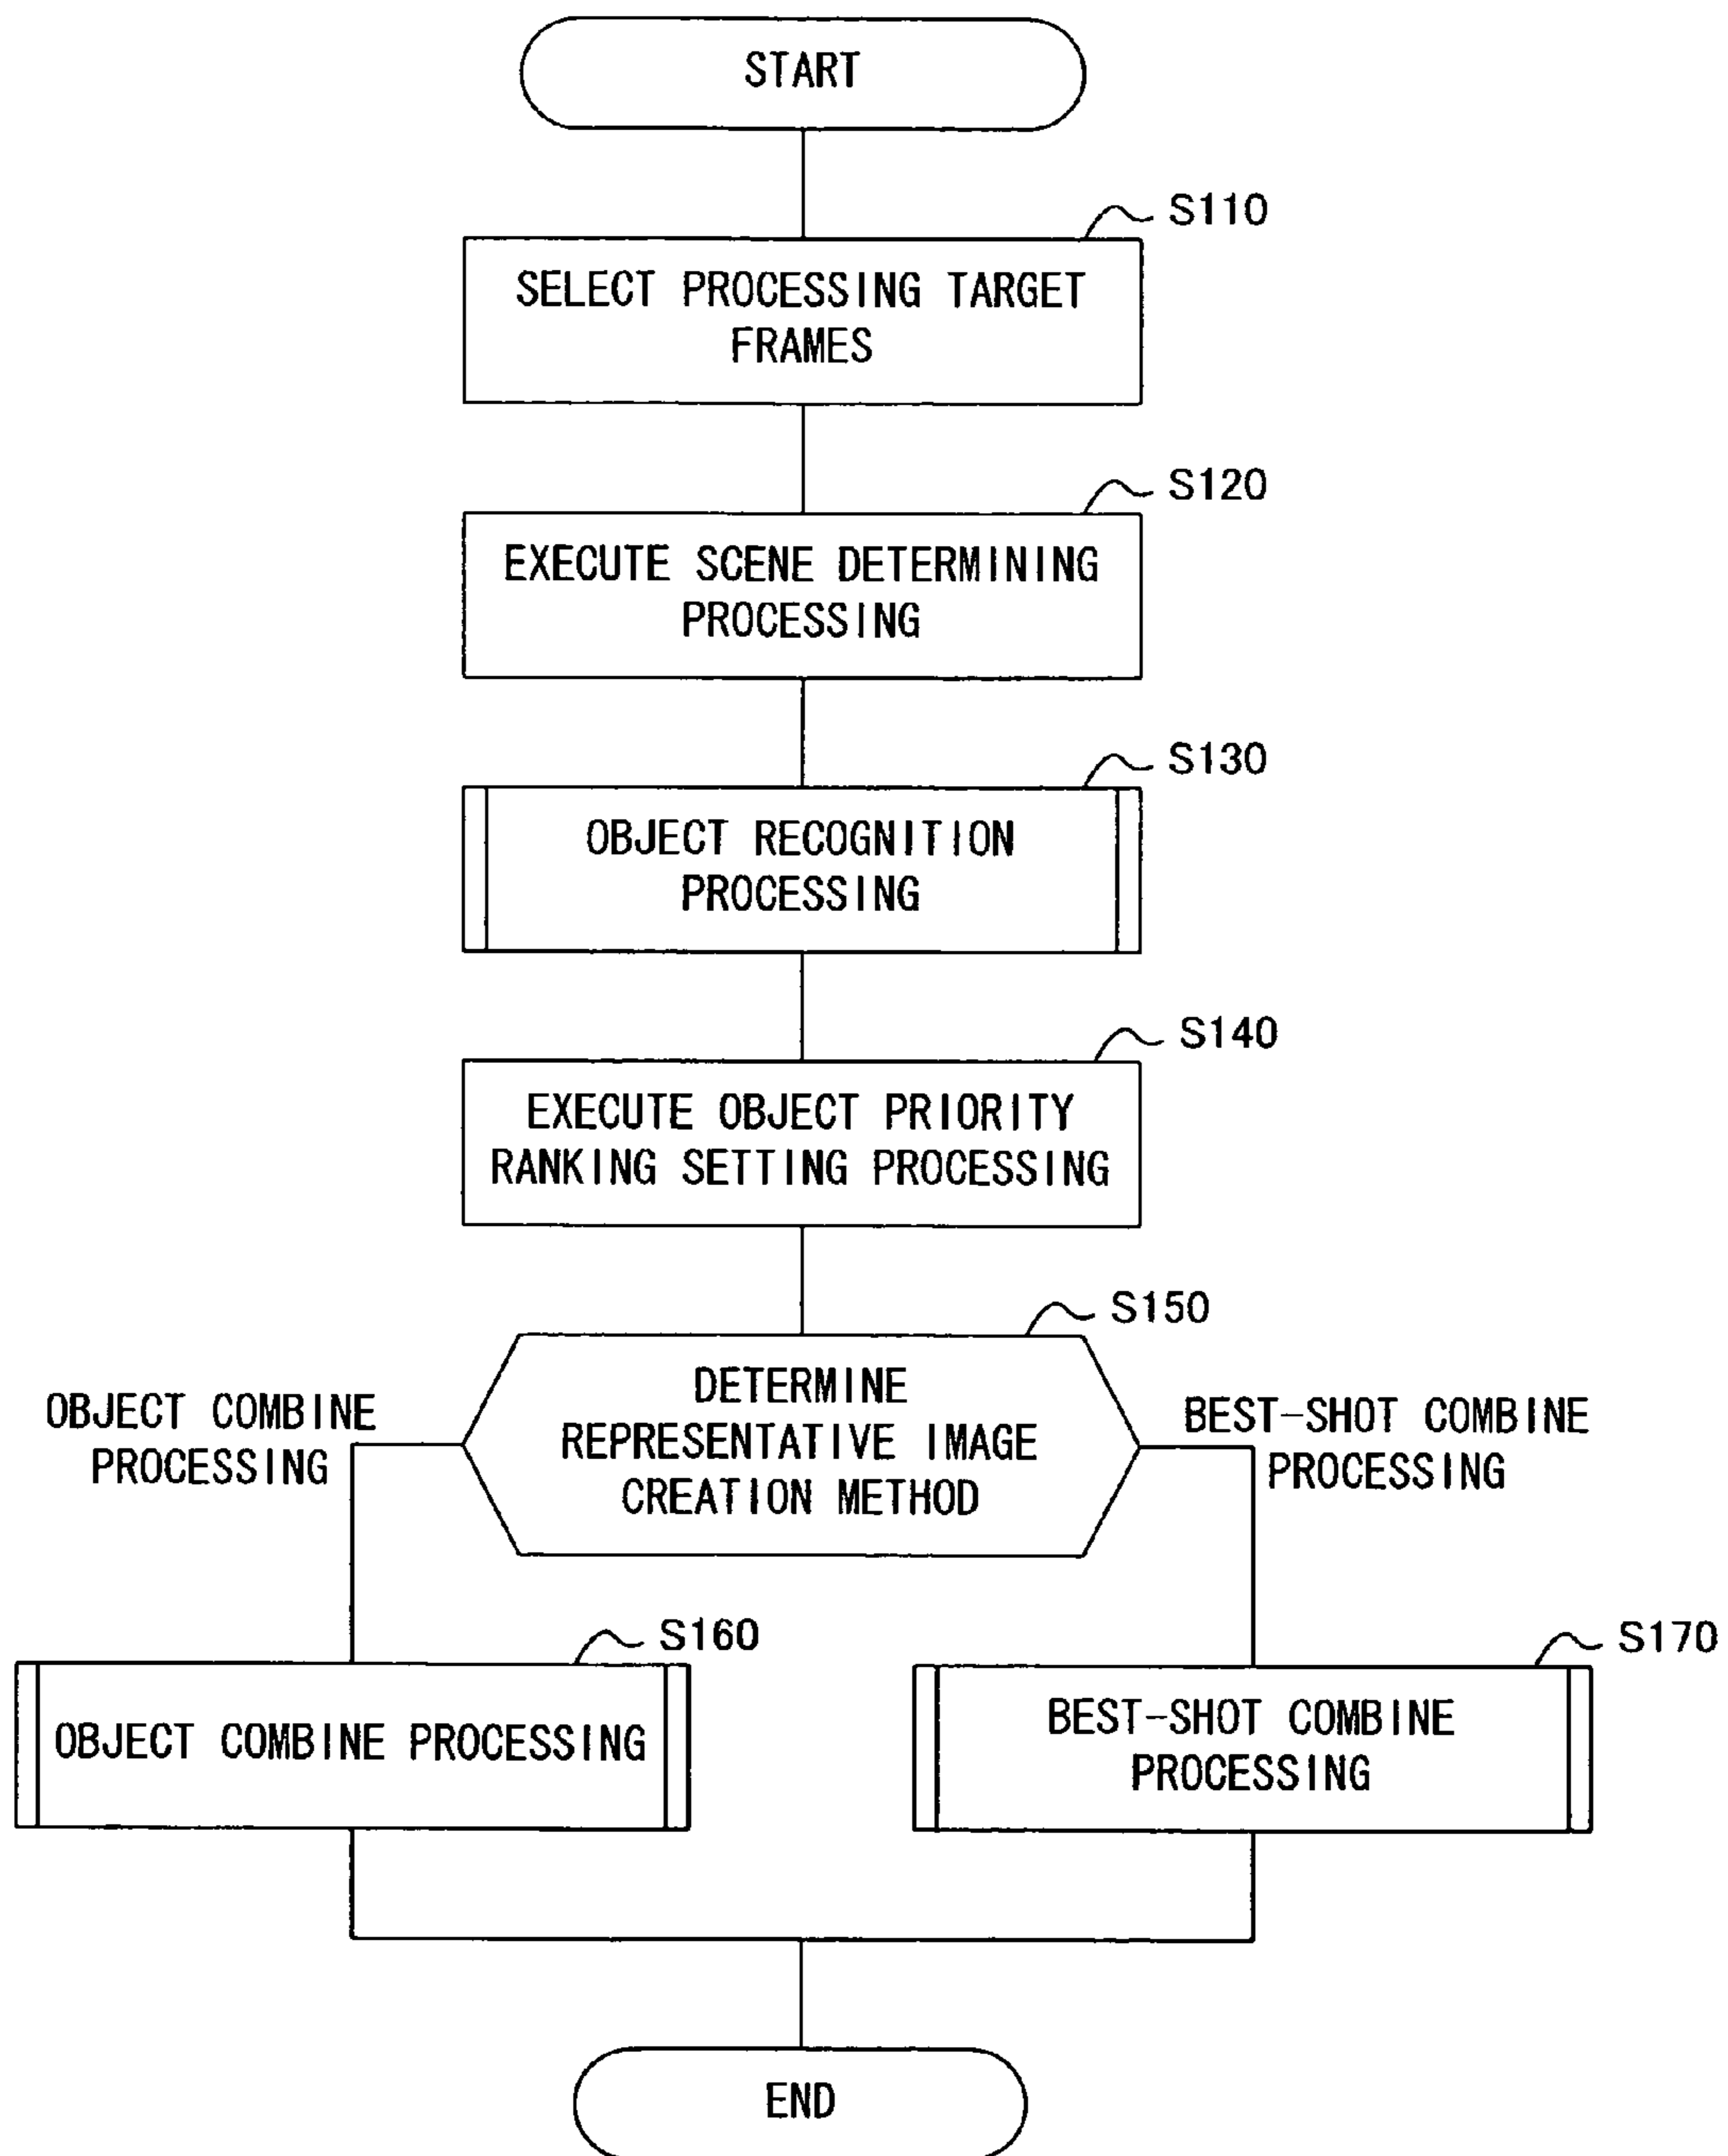 START
S110
SELECT PROCESSING TARGET
FRAMES
S120
EXECUTE SCENE DETERMINING
PROCESSING
S130
OBJECT RECOGNITION
PROCESSING
S140
EXECUTE OBJECT PRIORITY
RANKING SETTING PROCESSING
S150
DETERMINE
REPRESENTATIVE IMAGE
CREATION METHOD
OBJECT COMBINE
PROCESSING
BEST-SHOT COMBINE
PROCESSING
S160
OBJECT COMBINE PROCESSING
S170
BEST-SHOT COMBINE
PROCESSING
END